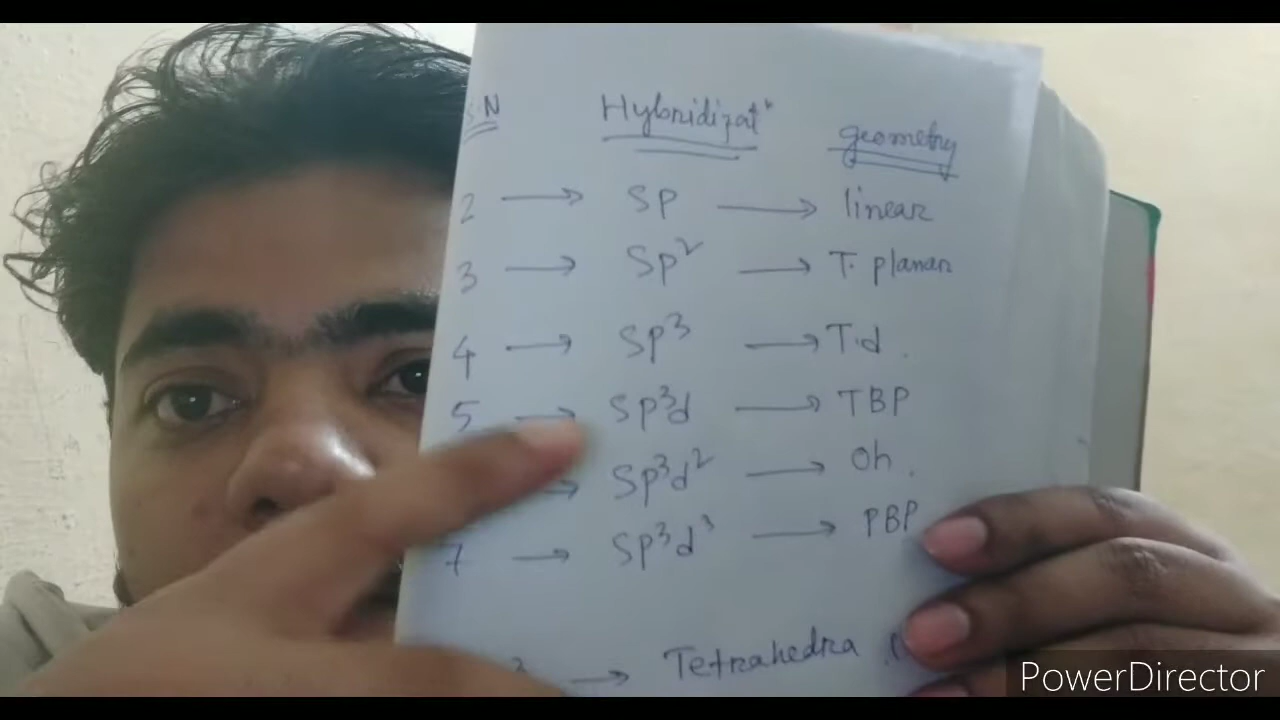 S.N Hybridizatⁿ geometry
2 → SP → linear
3 → SP² → T. planar
4 → SP³ → T.d.
5 → SP³d → TBP
→ SP³d² → Oh.
7 → SP³d³ → PBP
→ Tetrahedra
PowerDirector